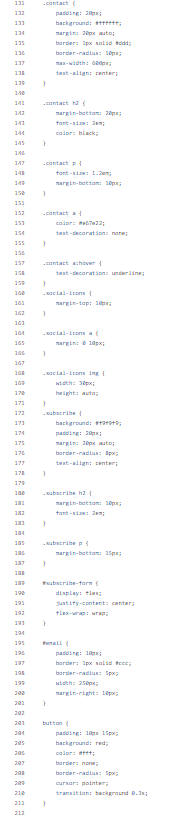 131 .contact {
132 padding: 20px;
133 background: #ffffff;
134 margin: 20px auto;
135 border: 1px solid #ddd;
136 border-radius: 10px;
137 max-width: 600px;
138 text-align: center;
139 }
140
141 .contact h2 {
142 margin-bottom: 20px;
143 font-size: 2em;
144 color: black;
145 }
146
147 .contact p {
148 font-size: 1.2em;
149 margin-bottom: 10px;
150 }
151
152 .contact a {
153 color: #e67e22;
154 text-decoration: none;
155 }
156
157 .contact a:hover {
158 text-decoration: underline;
159 }
160 .social-icons {
161 margin-top: 10px;
162 }
163
164 .social-icons a {
165 margin: 0 10px;
166 }
167
168 .social-icons img {
169 width: 30px;
170 height: auto;
171 }
172 .subscribe {
173 background: #f9f9f9;
174 padding: 20px;
175 margin: 20px auto;
176 border-radius: 8px;
177 text-align: center;
178 }
179
180 .subscribe h2 {
181 margin-bottom: 10px;
182 font-size: 2em;
183 }
184
185 .subscribe p {
186 margin-bottom: 15px;
187 }
188
189 #subscribe-form {
190 display: flex;
191 justify-content: center;
192 flex-wrap: wrap;
193 }
194
195 #email {
196 padding: 10px;
197 border: 1px solid #ccc;
198 border-radius: 5px;
199 width: 250px;
200 margin-right: 10px;
201 }
202
203 button {
204 padding: 10px 15px;
205 background: red;
206 color: #fff;
207 border: none;
208 border-radius: 5px;
209 cursor: pointer;
210 transition: background 0.3s;
211 }
212